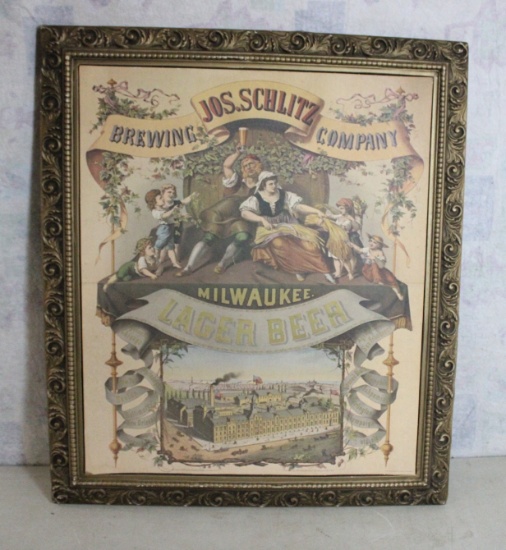 JOS. SCHLITZ
BREWING COMPANY
MILWAUKEE.
LAGER BEER